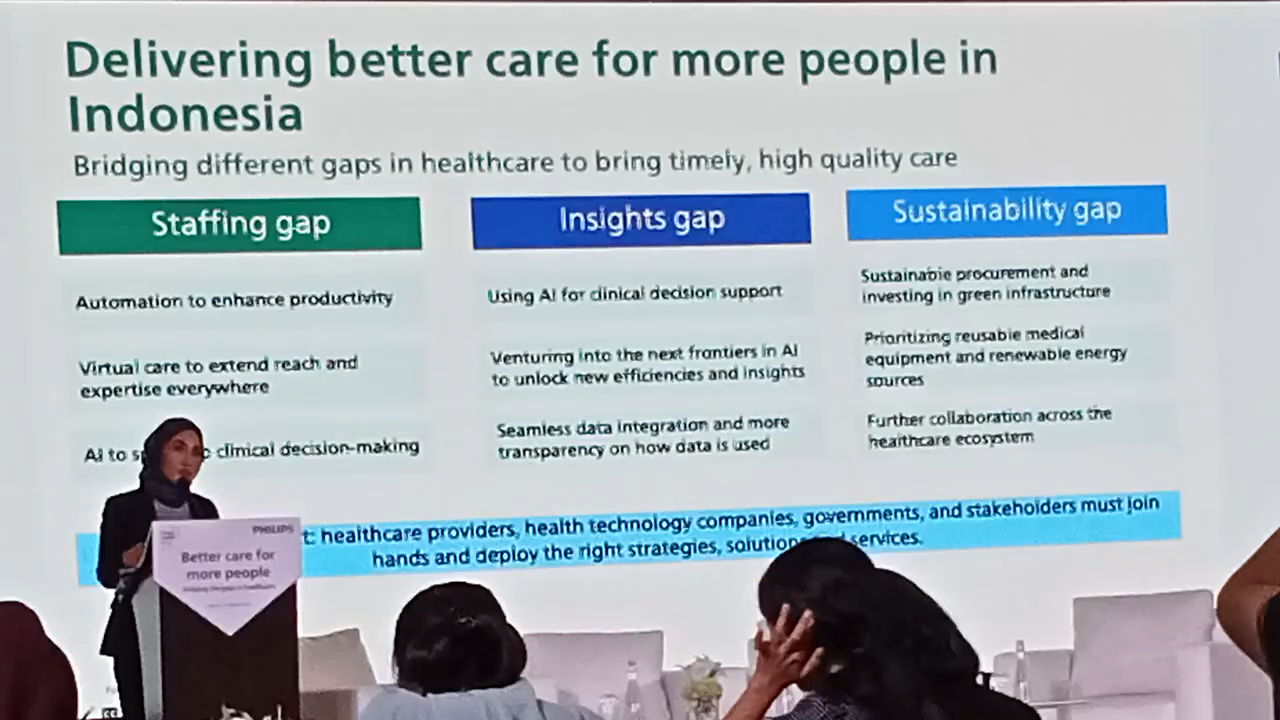 Delivering better care for more people in
Indonesia
Bridging different gaps in healthcare to bring timely, high quality care
Staffing gap
Automation to enhance productivity
Virtual care to extend reach and
expertise everywhere
AI to clinical decision-making
Insights gap
Using AI for clinical decision support
Venturing into the next frontiers in AI
to unlock new efficiencies and insights
Seamless data integration and more
transparency on how data is used
Sustainability gap
Sustainable procurement and
investing in green infrastructure
Prioritizing reusable medical
equipment and renewable energy
sources
Further collaboration across the
healthcare ecosystem
healthcare providers, health technology companies, governments, and stakeholders must join
hands and deploy the right strategies, services.
PHILIPS
Better care for
more people